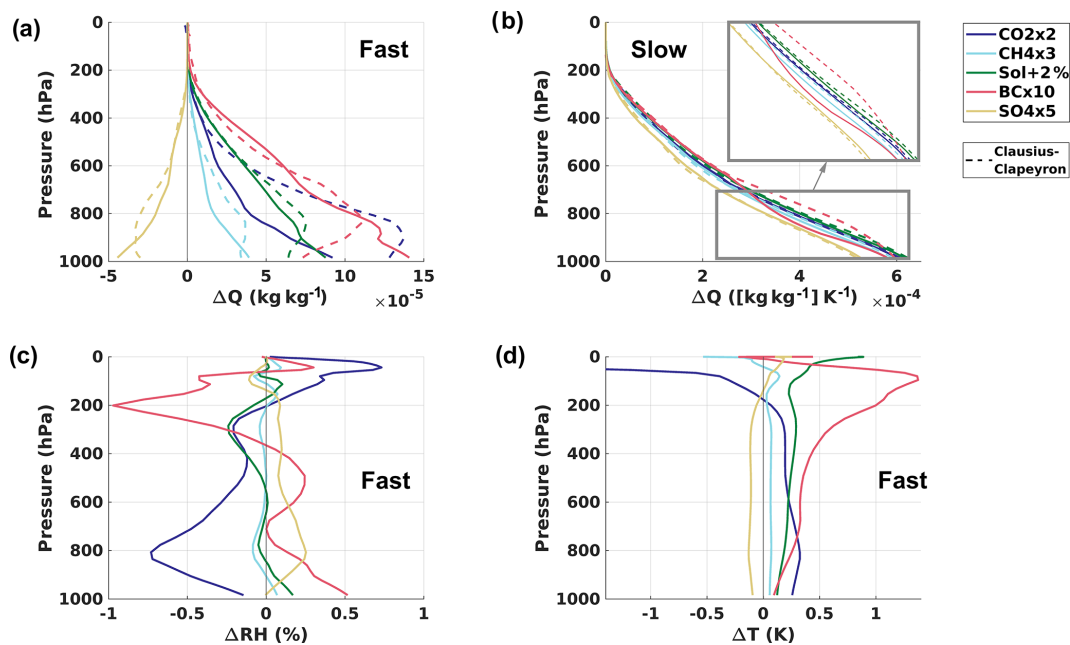 (a)
Fast
0
200
400
600
800
1000
Pressure (hPa)
-5
0
5
10
15
×10⁻⁵
ΔQ (kg kg⁻¹)
(b)
Slow
0
200
400
600
800
1000
Pressure (hPa)
0
2
4
6
×10⁻⁴
ΔQ ([kg kg⁻¹] K⁻¹)
CO2x2
CH4x3
Sol+2%
BCx10
SO4x5
Clausius-
Clapeyron
(c)
Fast
0
200
400
600
800
1000
Pressure (hPa)
-1
-0.5
0
0.5
1
ΔRH (%)
(d)
Fast
0
200
400
600
800
1000
Pressure (hPa)
-1
-0.5
0
0.5
1
ΔT (K)